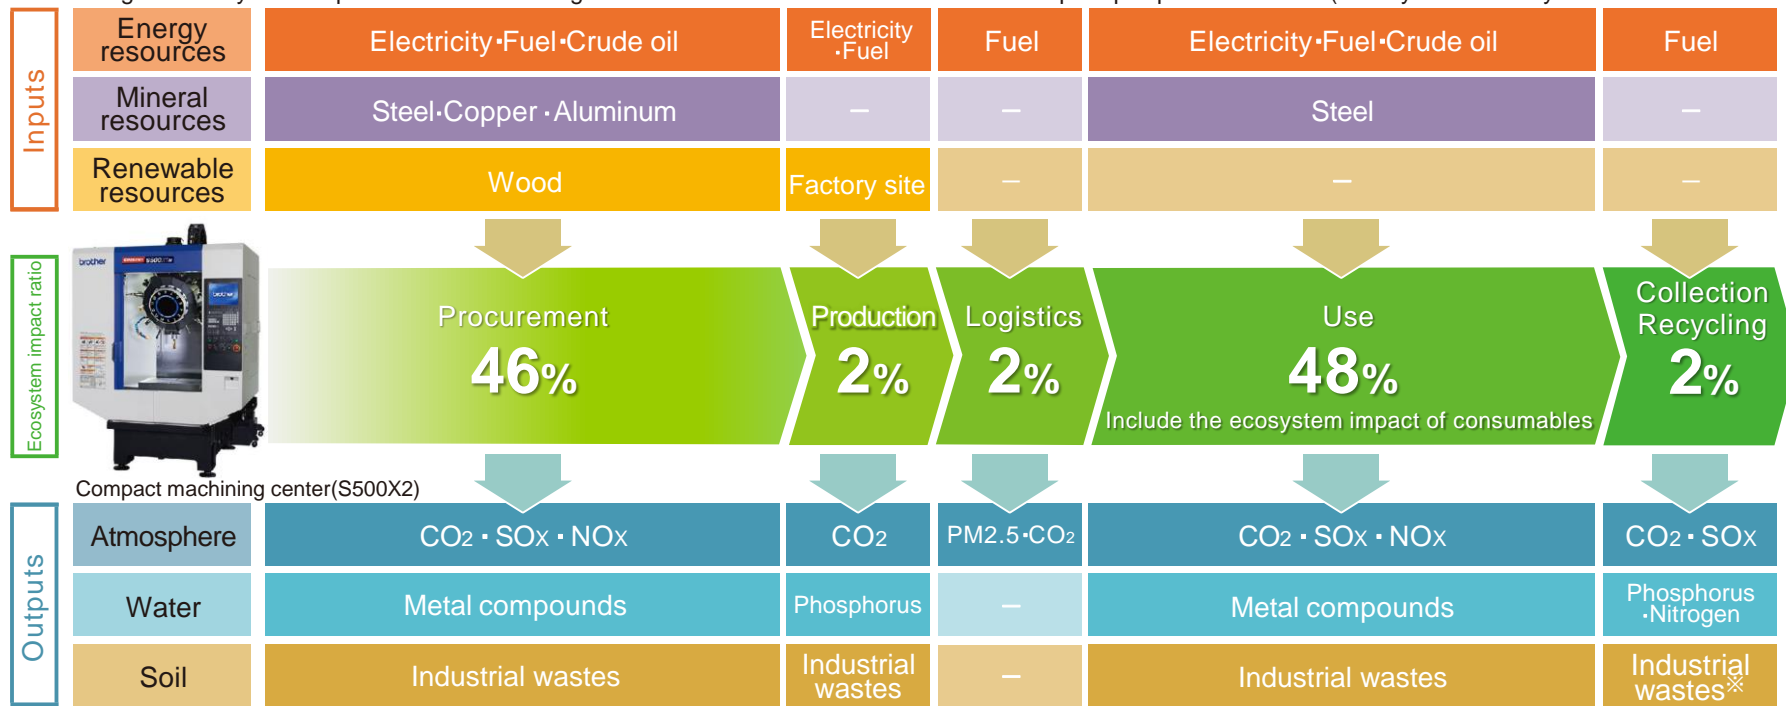 Energy
resources
Electricity・Fuel・Crude oil
Electricity
・Fuel
Fuel
Electricity・Fuel・Crude oil
Fuel
Inputs
Mineral
resources
Steel・Copper・Aluminum
–
–
Steel
–
Renewable
resources
Wood
Factory site
–
–
–
Ecosystem impact ratio
brother
S500
brother
Procurement
46%
Production
2%
Logistics
2%
Use
48%
Include the ecosystem impact of consumables
Collection
Recycling
2%
Compact machining center(S500X2)
Outputs
Atmosphere
CO2・SOX・NOX
CO2
PM2.5・CO2
CO2・SOX・NOX
CO2・SOX
Water
Metal compounds
Phosphorus
–
Metal compounds
Phosphorus
・Nitrogen
Soil
Industrial wastes
Industrial
wastes
–
Industrial wastes
Industrial
wastes※